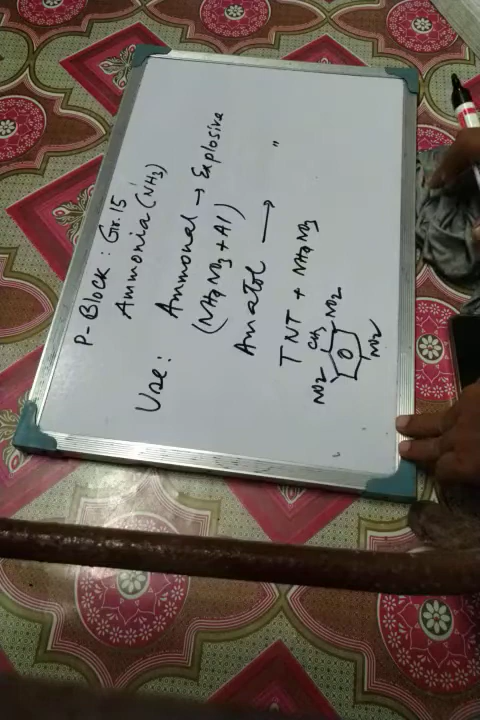 P-Block : Gr. 15
Ammonia (NH3)
Use : Ammonal → Explosive
(NH4NO3 + Al)
Amatol → "
TNT + NH4NO3
CH3
NO2 NO2
NO2